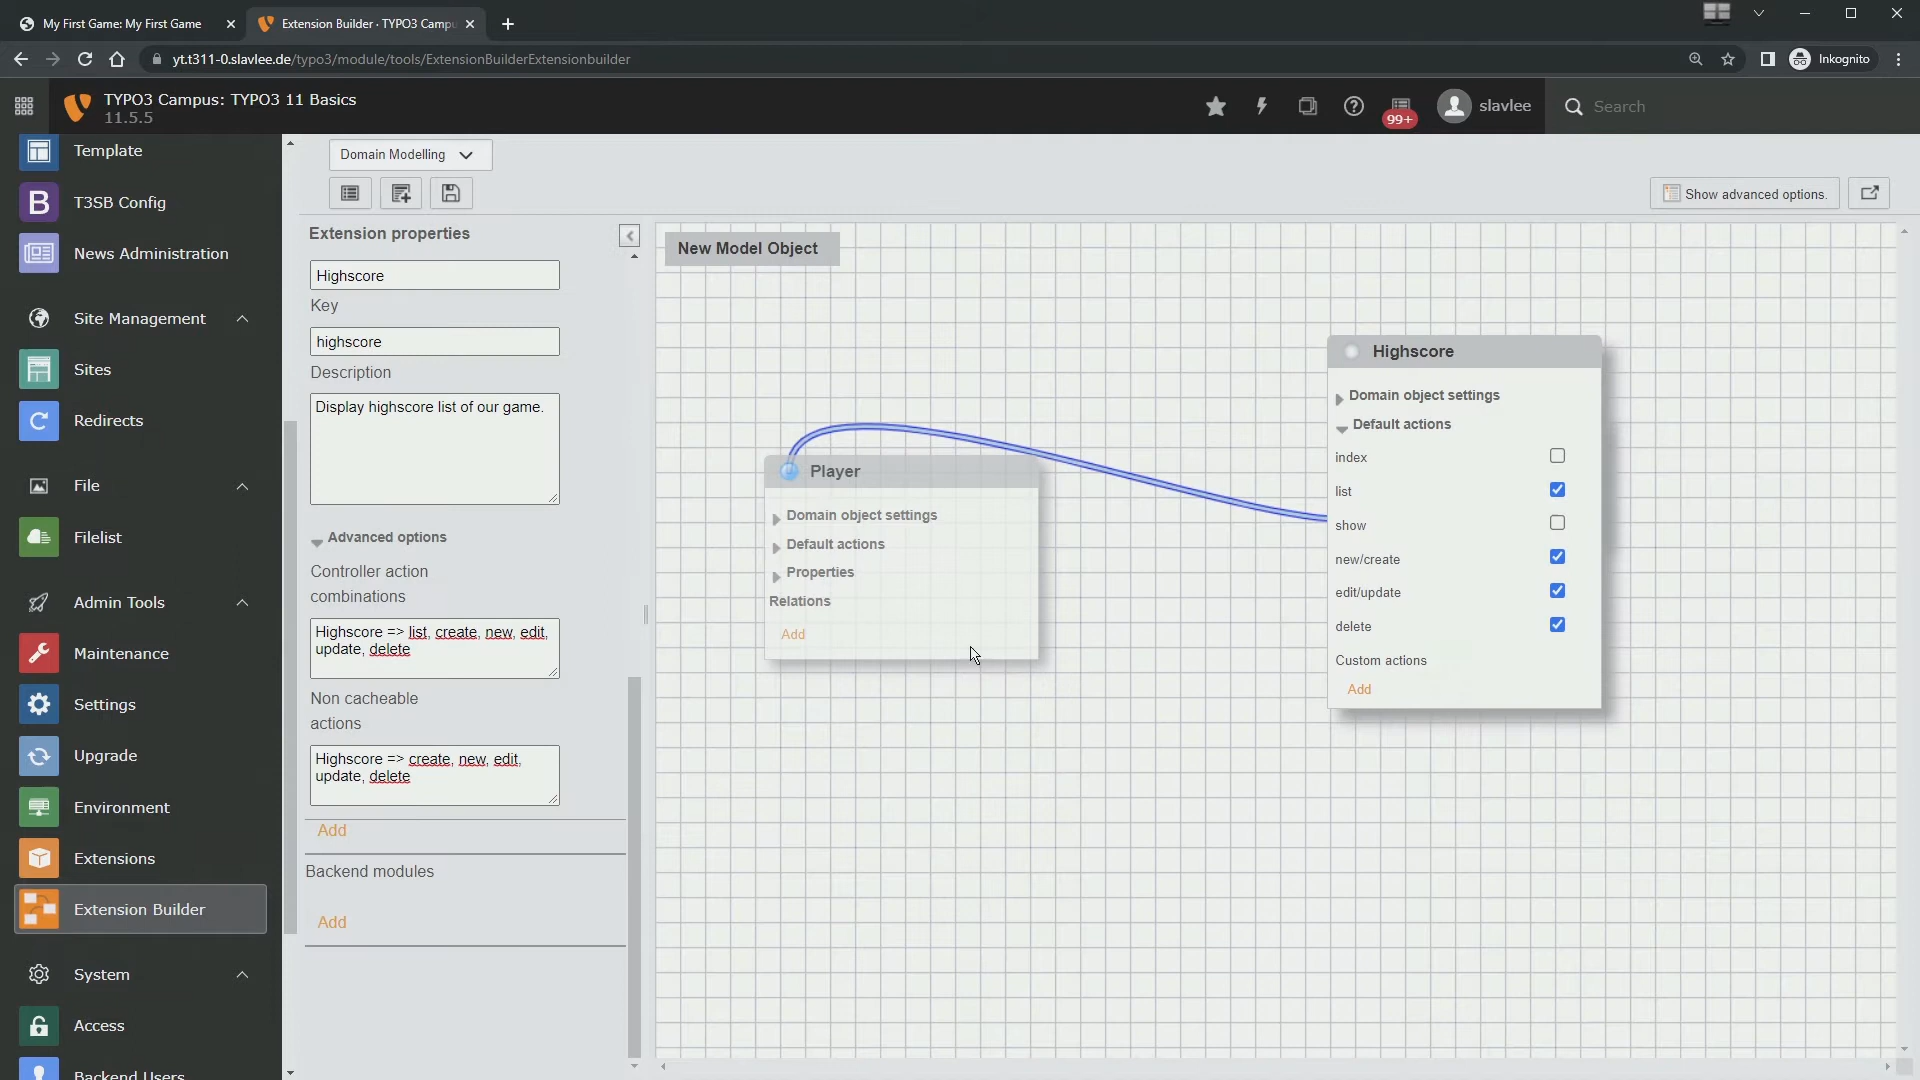 My First Game: My First Game
Extension Builder · TYPO3 Campu
yt.t311-0.slavlee.de/typo3/module/tools/ExtensionBuilderExtensionbuilder
Inkognito
TYPO3 Campus: TYPO3 11 Basics
11.5.5
99+
slavlee
Search
Template
T3SB Config
News Administration
Site Management
Sites
Redirects
File
Filelist
Admin Tools
Maintenance
Settings
Upgrade
Environment
Extensions
Extension Builder
System
Access
Backend Users
Domain Modelling
Show advanced options.
Extension properties
Highscore
Key
highscore
Description
Display highscore list of our game.
Advanced options
Controller action
combinations
Highscore => list, create, new, edit,
update, delete
Non cacheable
actions
Highscore => create, new, edit,
update, delete
Add
Backend modules
Add
New Model Object
Player
Domain object settings
Default actions
Properties
Relations
Add
Highscore
Domain object settings
Default actions
index
list
show
new/create
edit/update
delete
Custom actions
Add